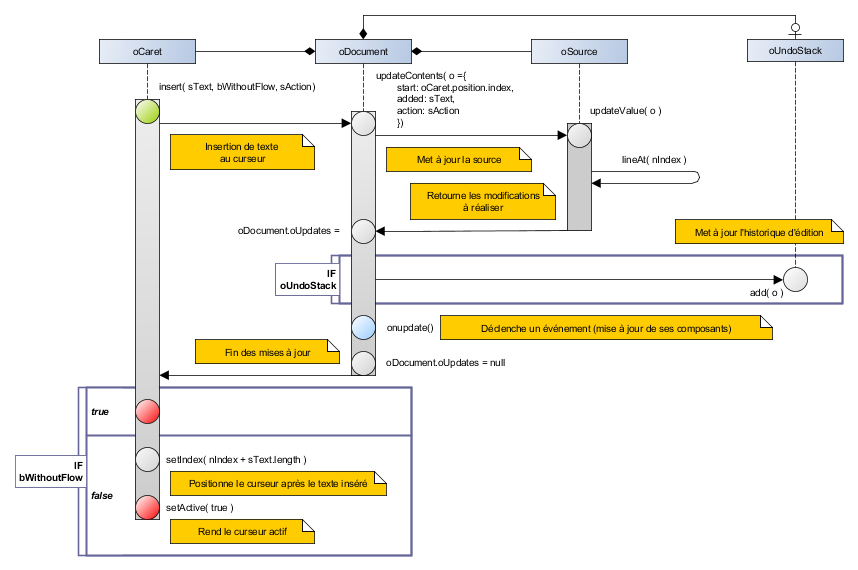 oCaret
oDocument
oSource
oUndoStack
insert( sText, bWithoutFlow, sAction)
updateContents( o ={
start: oCaret.position.index,
added: sText,
action: sAction
})
updateValue( o )
Insertion de texte
au curseur
Met à jour la source
lineAt( nIndex )
Retourne les modifications
à réaliser
oDocument.oUpdates =
Met à jour l'historique d'édition
IF
oUndoStack
add( o )
onupdate()
Déclenche un événement (mise à jour de ses composants)
Fin des mises à jour
oDocument.oUpdates = null
true
IF
bWithoutFlow
setIndex( nIndex + sText.length )
Positionne le curseur après le texte inséré
false
setActive( true )
Rend le curseur actif